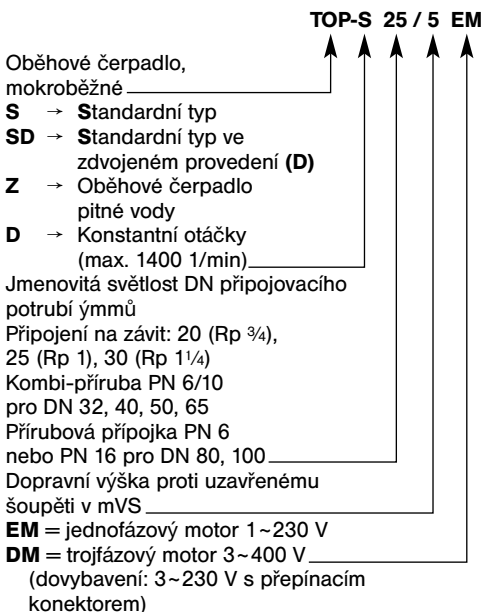 TOP-S 25 / 5 EM
Oběhové čerpadlo,
mokroběžné
S → Standardní typ
SD → Standardní typ ve
zdvojeném provedení (D)
Z → Oběhové čerpadlo
pitné vody
D → Konstantní otáčky
(max. 1400 1/min)
Jmenovitá světlost DN připojovacího
potrubí ýmmů
Připojení na závit: 20 (Rp ¾),
25 (Rp 1), 30 (Rp 1¼)
Kombi-příruba PN 6/10
pro DN 32, 40, 50, 65
Přírubová přípojka PN 6
nebo PN 16 pro DN 80, 100
Dopravní výška proti uzavřenému
šoupěti v mVS
EM = jednofázový motor 1~230 V
DM = trojfázový motor 3~400 V
(dovybavení: 3~230 V s přepínacím
konektorem)